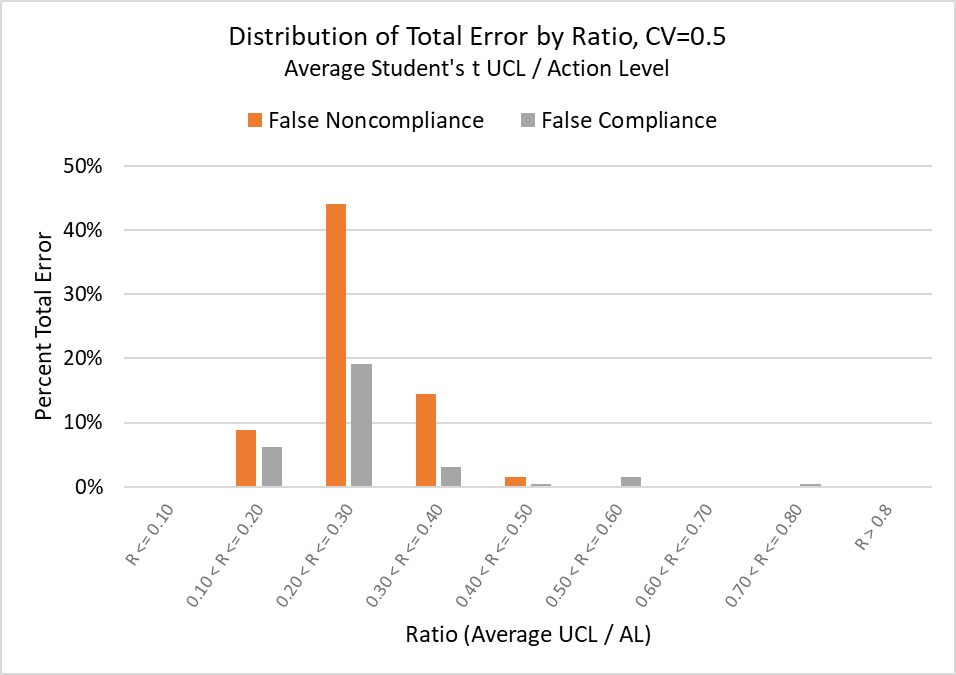 Distribution of Total Error by Ratio, CV=0.5
Average Student's t UCL / Action Level
False Noncompliance
False Compliance
Percent Total Error
50%
40%
30%
20%
10%
0%
R <= 0.10
0.10 < R <= 0.20
0.20 < R <= 0.30
0.30 < R <= 0.40
0.40 < R <= 0.50
0.50 < R <= 0.60
0.60 < R <= 0.70
0.70 < R <= 0.80
R > 0.8
Ratio (Average UCL / AL)